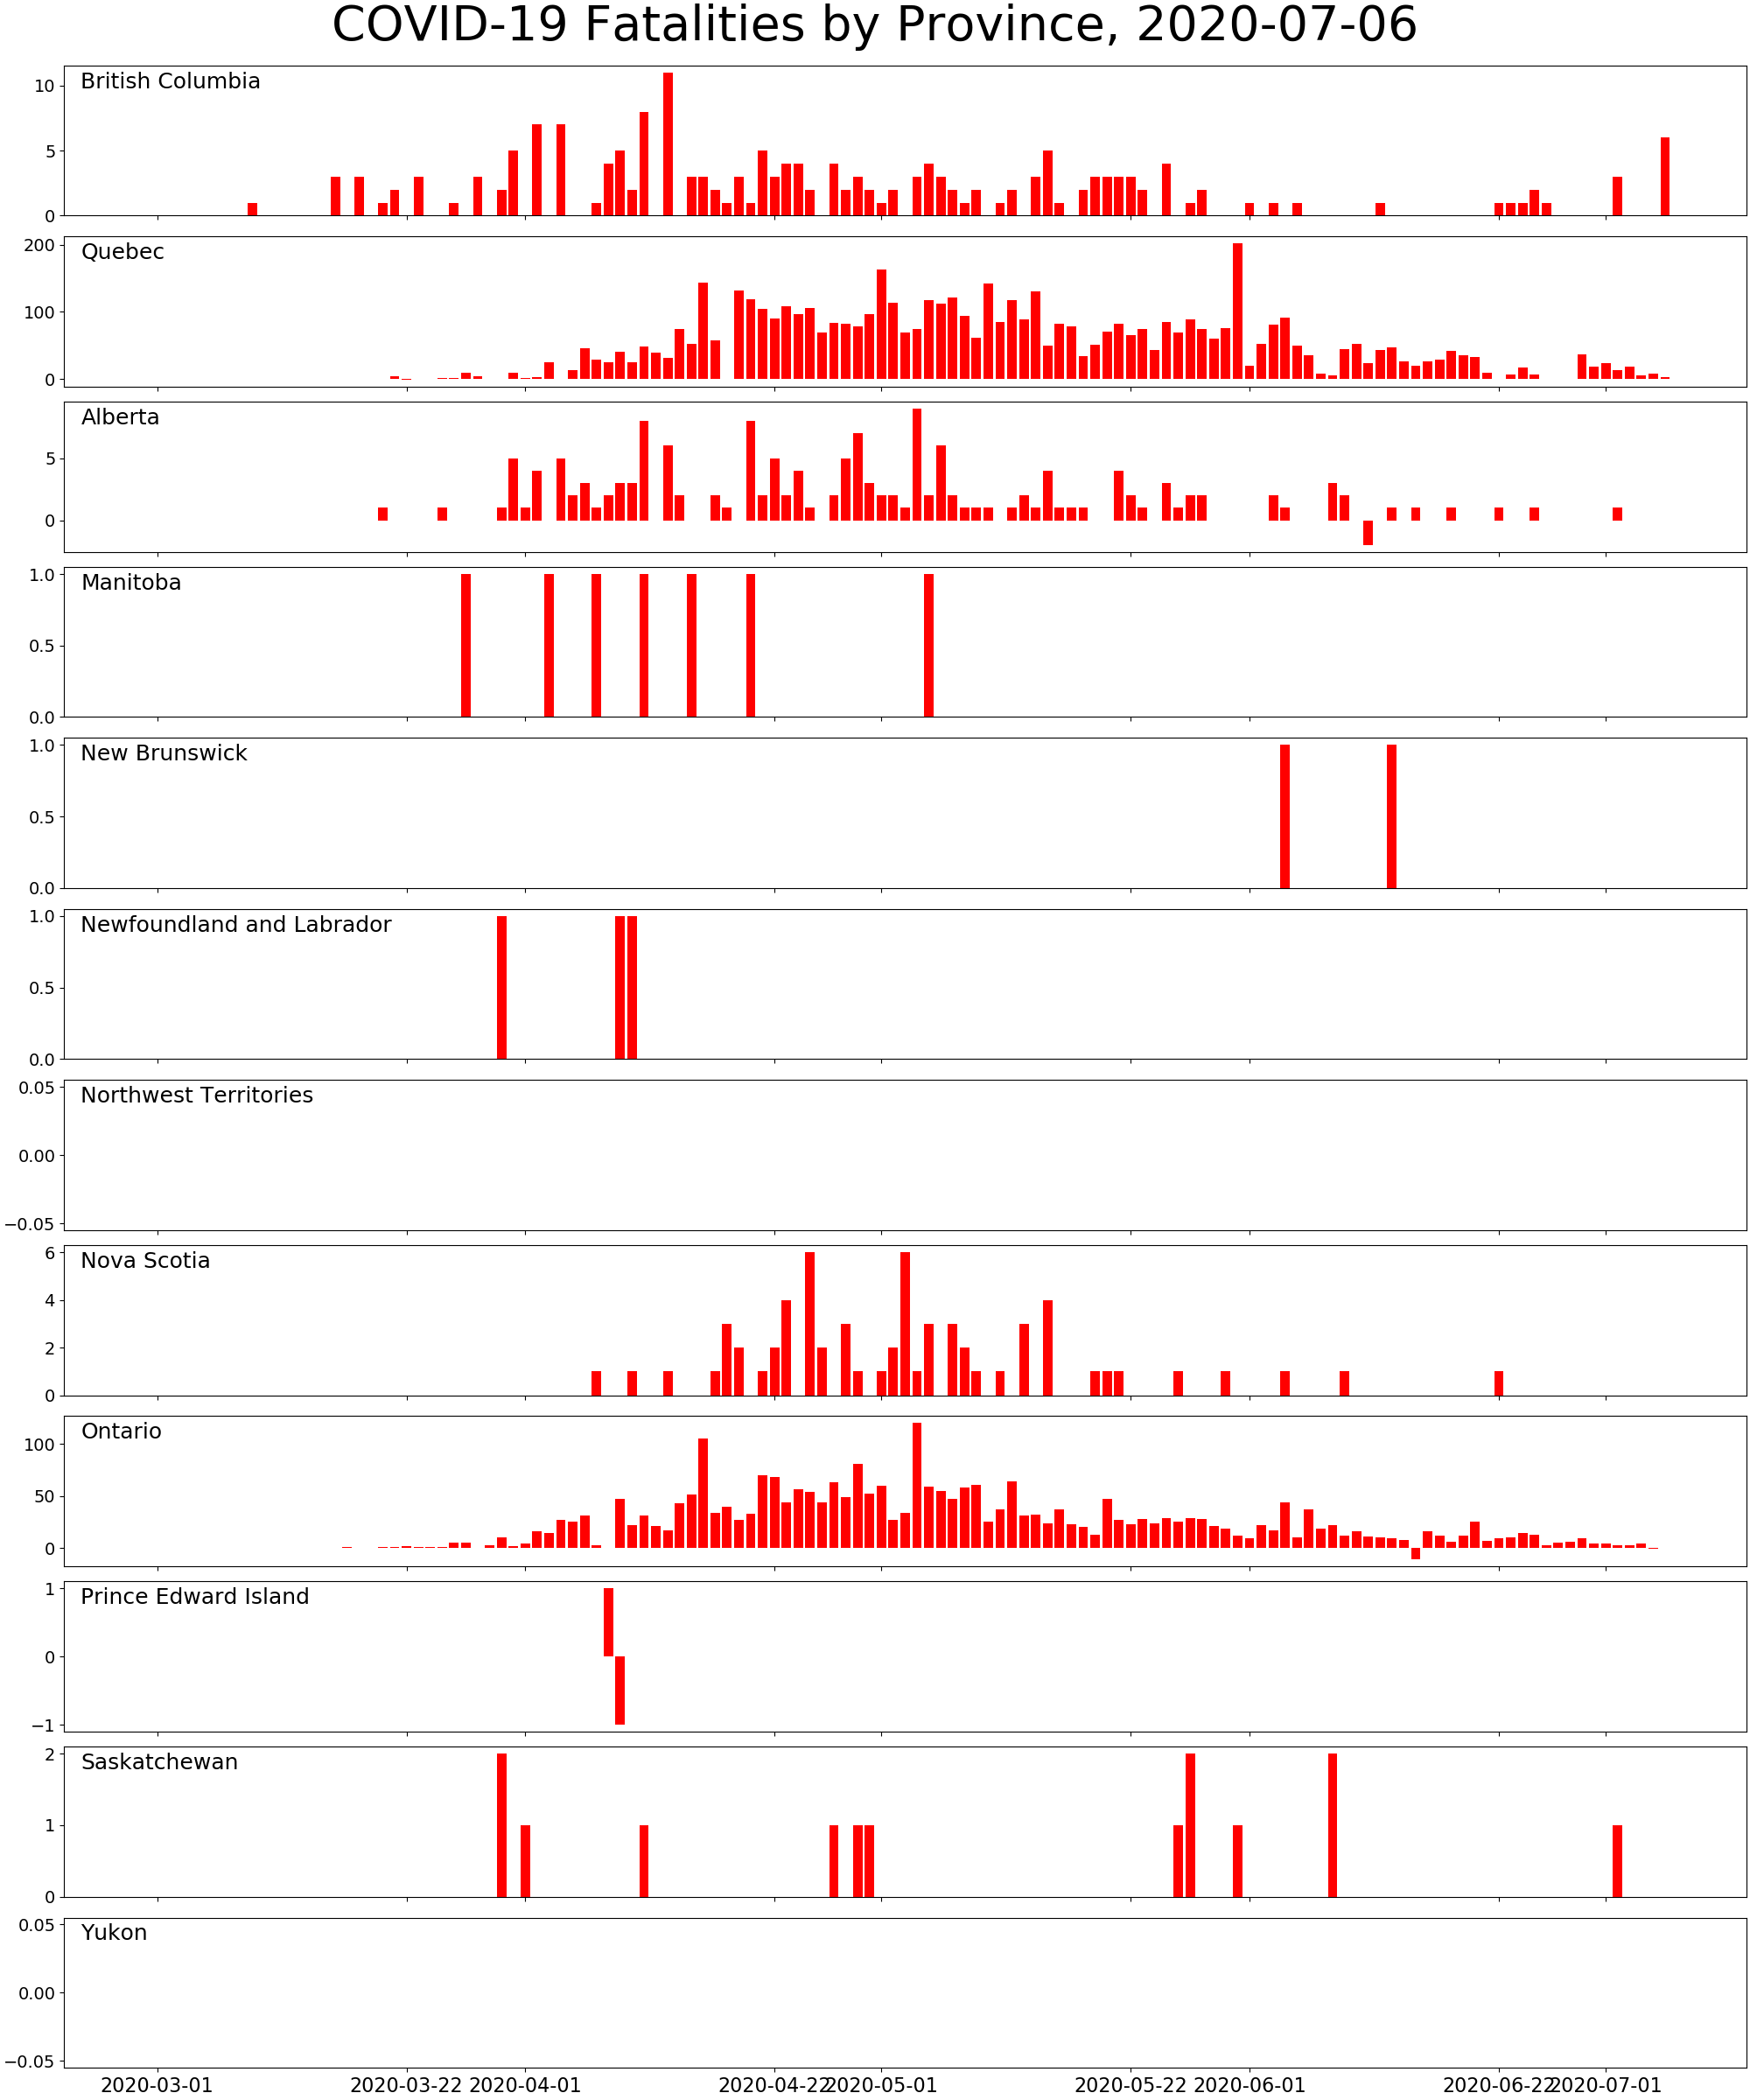 COVID-19 Fatalities by Province, 2020-07-06
British Columbia
10
5
0
Quebec
200
100
0
Alberta
5
0
Manitoba
1.0
0.5
0.0
New Brunswick
1.0
0.5
0.0
Newfoundland and Labrador
1.0
0.5
0.0
Northwest Territories
0.05
0.00
−0.05
Nova Scotia
6
4
2
0
Ontario
100
50
0
Prince Edward Island
1
0
−1
Saskatchewan
2
1
0
Yukon
0.05
0.00
−0.05
2020-03-01 2020-03-22 2020-04-01 2020-04-22 2020-05-01 2020-05-22 2020-06-01 2020-06-22 2020-07-01